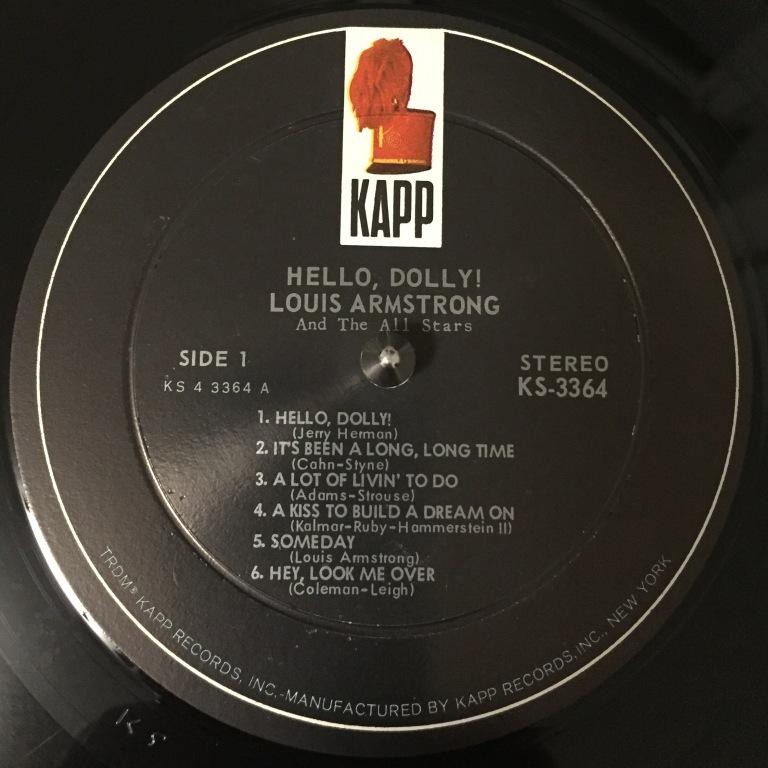 KAPP
HELLO, DOLLY!
LOUIS ARMSTRONG
And The All Stars
SIDE 1
KS 4 3364 A
STEREO
KS-3364
1. HELLO, DOLLY!
(Jerry Herman)
2. IT'S BEEN A LONG, LONG TIME
(Cahn-Styne)
3. A LOT OF LIVIN' TO DO
(Adams-Strouse)
4. A KISS TO BUILD A DREAM ON
(Kalmar-Ruby-Hammerstein II)
5. SOMEDAY
(Louis Armstrong)
6. HEY, LOOK ME OVER
(Coleman-Leigh)
TRDM® KAPP RECORDS, INC.-MANUFACTURED BY KAPP RECORDS, INC., NEW YORK
KS